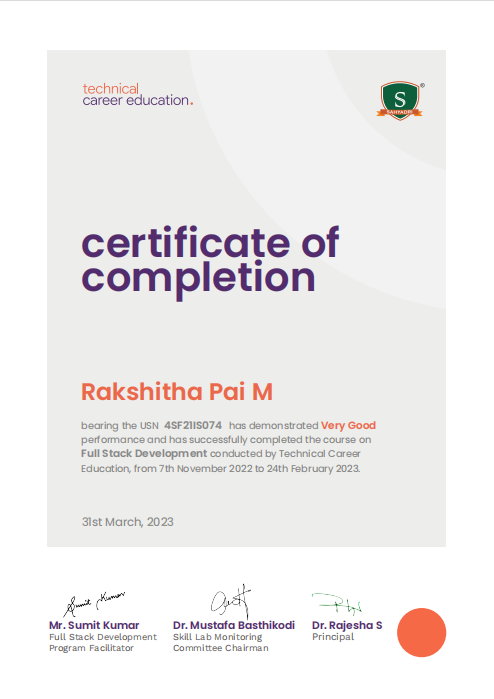 technical
career education.
S
SAHYADRI
®
certificate of
completion
Rakshitha Pai M
bearing the USN 4SF21IS074 has demonstrated Very Good
performance and has successfully completed the course on
Full Stack Development conducted by Technical Career
Education, from 7th November 2022 to 24th February 2023.
31st March, 2023
Sumit Kumar
Mr. Sumit Kumar
Full Stack Development
Program Facilitator
Dr. Mustafa Basthikodi
Skill Lab Monitoring
Committee Chairman
Dr. Rajesha S
Principal